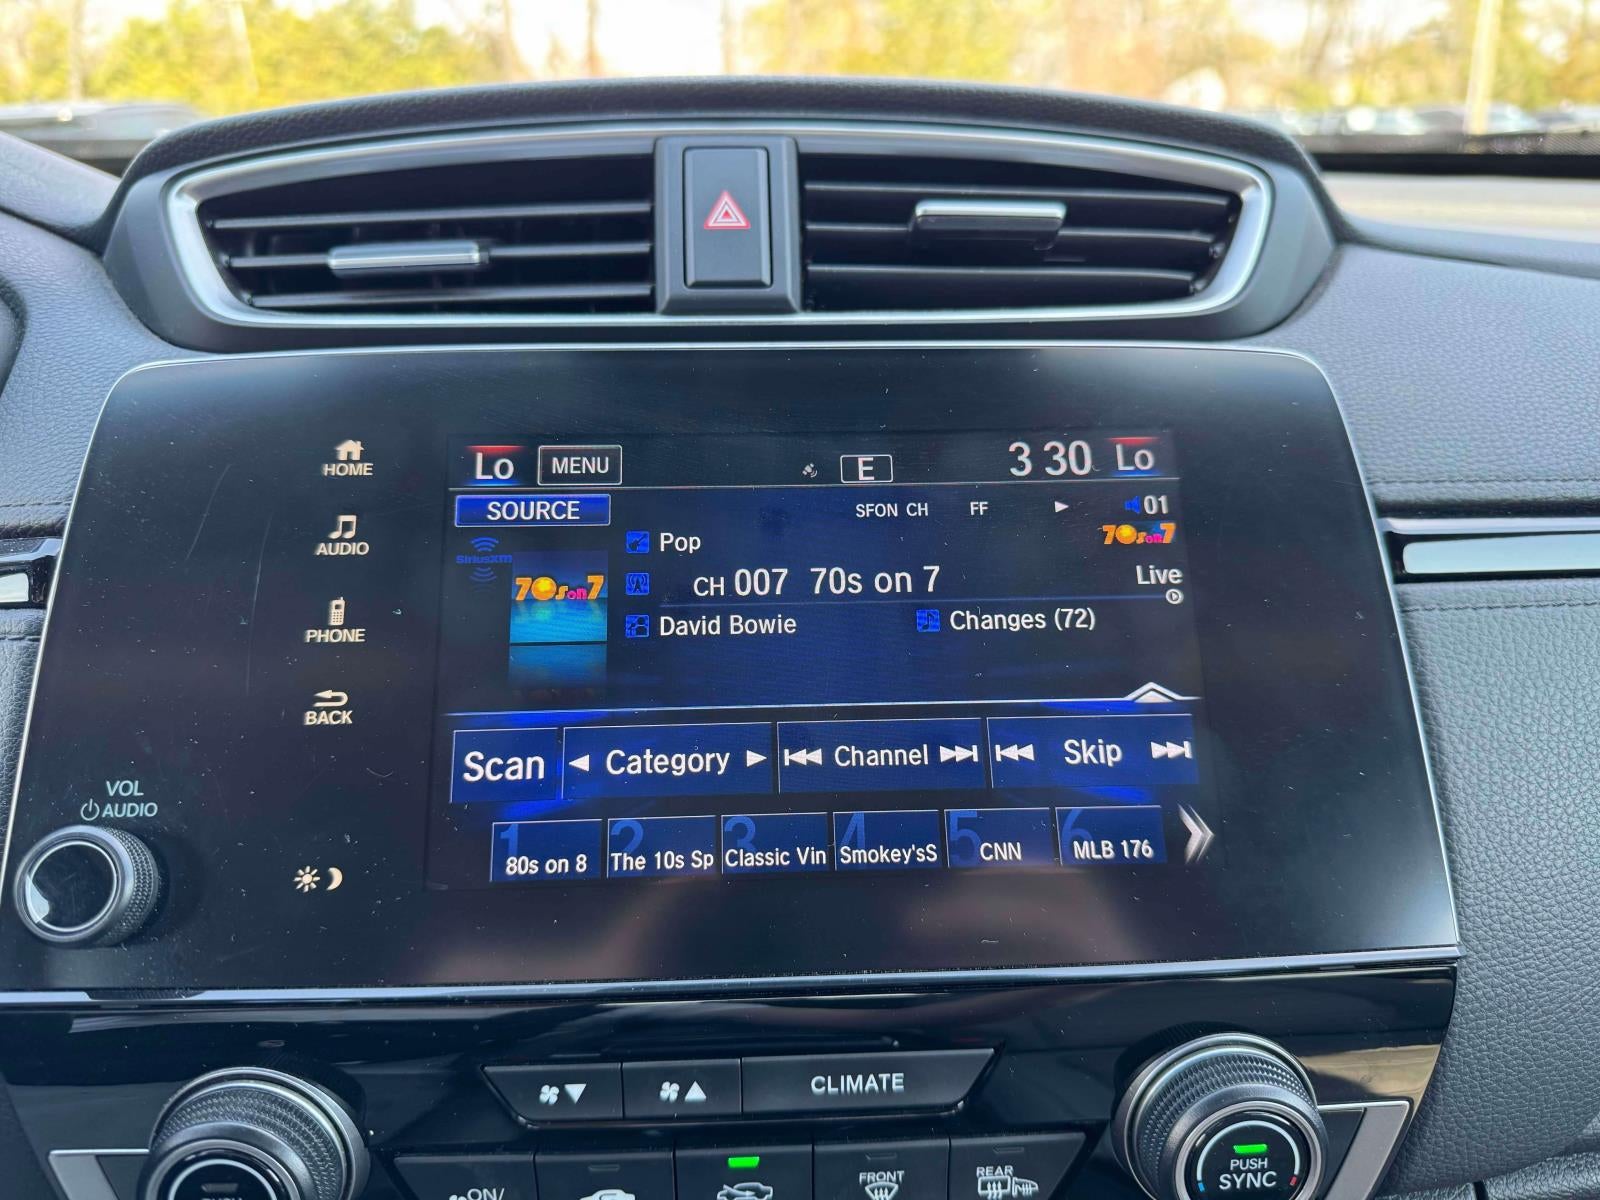 HOME
AUDIO
PHONE
BACK
VOL
AUDIO
Lo MENU E 3 30 Lo
SOURCE SFON CH FF 01
siriusxm 70s on 7 Pop 70s on 7
CH 007 70s on 7 Live
David Bowie Changes (72)
Scan Category Channel Skip
1 80s on 8
2 The 10s Sp
3 Classic Vin
4 Smokey'sS
5 CNN
6 MLB 176
CLIMATE
PUSH
ON/
FRONT
REAR
PUSH
SYNC